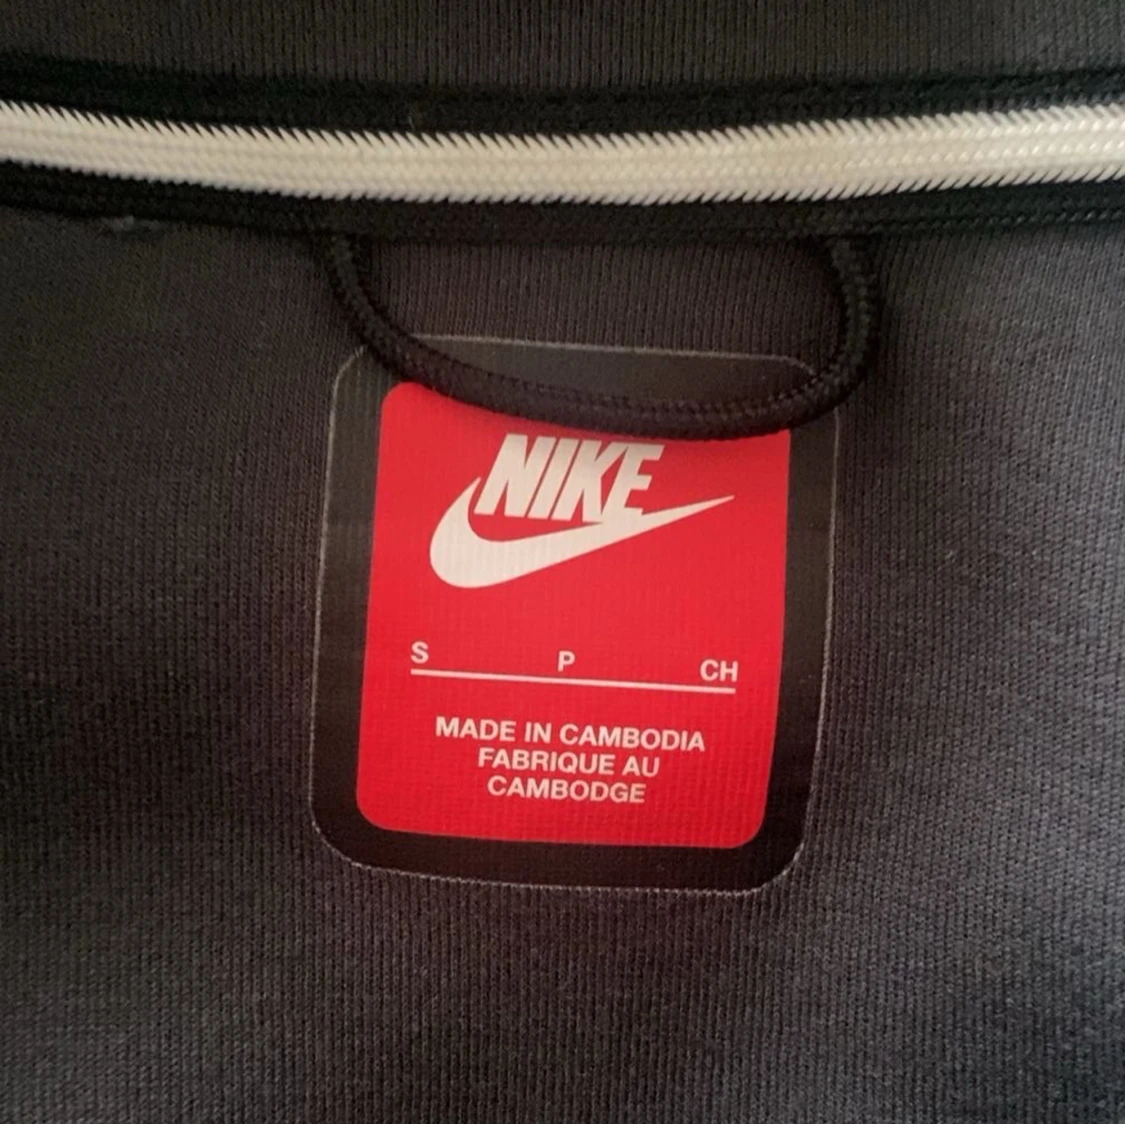 NIKE
S P CH
MADE IN CAMBODIA
FABRIQUE AU
CAMBODGE